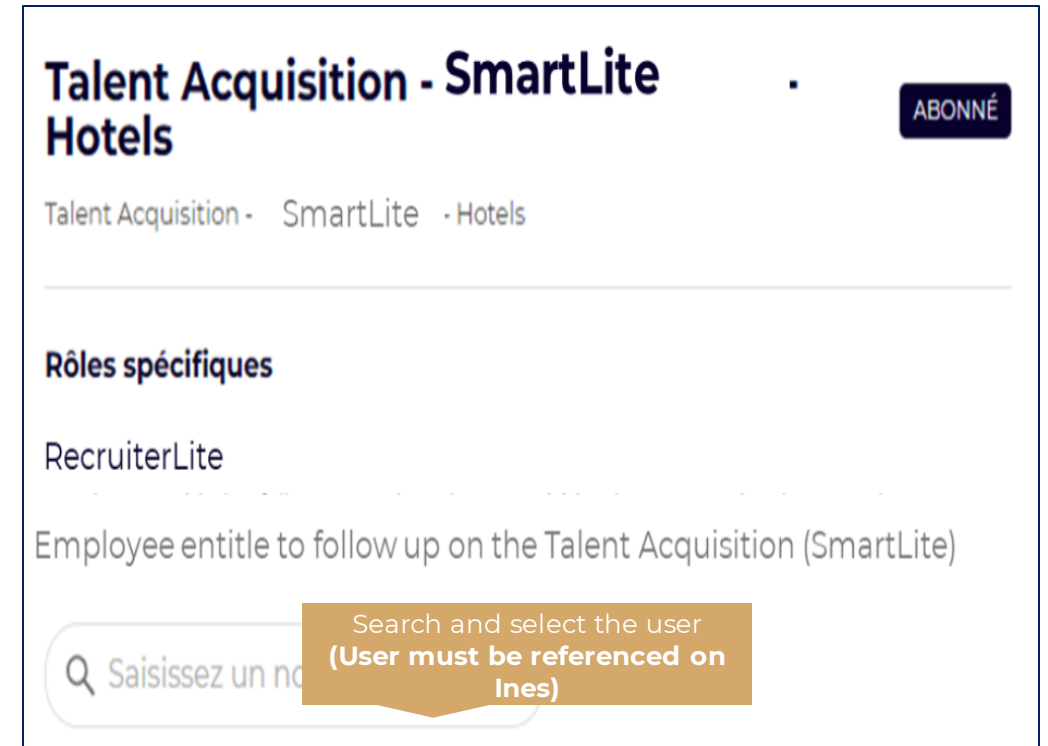 Talent Acquisition - SmartLite -
Hotels
ABONNÉ
Talent Acquisition - SmartLite - Hotels
Rôles spécifiques
RecruiterLite
Employee entitle to follow up on the Talent Acquisition (SmartLite)
Search and select the user
(User must be referenced on
Ines)
Saisissez un